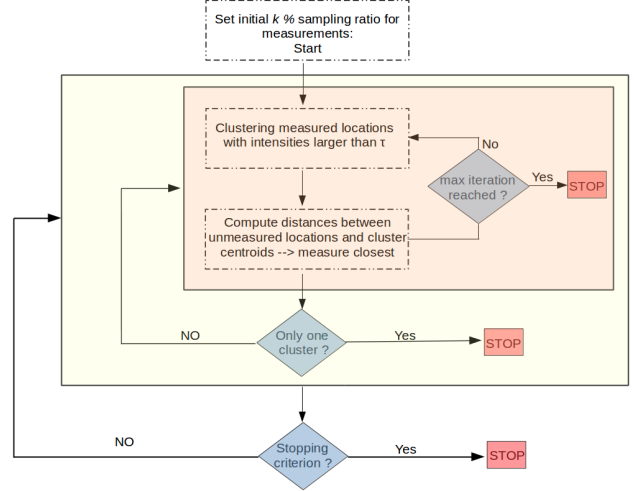 Set initial k % sampling ratio for
measurements:
Start
Clustering measured locations
with intensities larger than τ
No
max iteration
reached ?
Yes
STOP
Compute distances between
unmeasured locations and cluster
centroids --> measure closest
NO
Only one
cluster ?
Yes
STOP
NO
Stopping
criterion ?
Yes
STOP